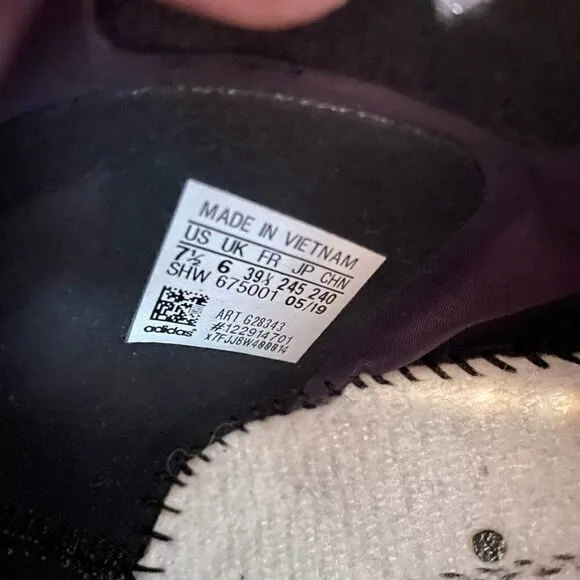 MADE IN VIETNAM
US UK FR JP CHN
7½ 6 39⅓ 245 240
SHW 675001 05/19
ART G28343
#122914701
adidas